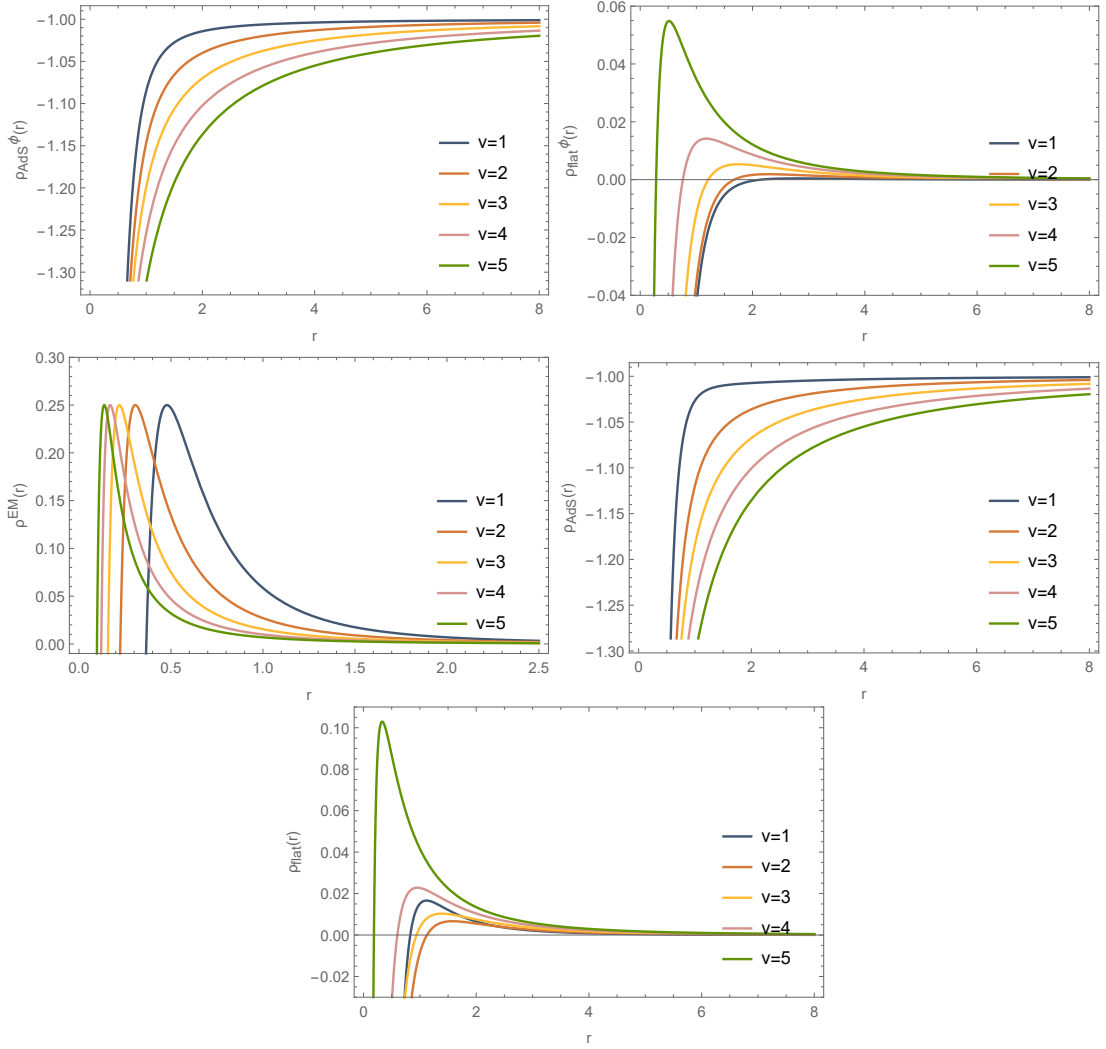 ρ_AdS^ϕ(r)
-1.00
-1.05
-1.10
-1.15
-1.20
-1.25
-1.30
v=1
v=2
v=3
v=4
v=5
0 2 4 6 8
r
ρ_flat^ϕ(r)
0.06
0.04
0.02
0.00
-0.02
-0.04
v=1
v=2
v=3
v=4
v=5
0 2 4 6 8
r
ρ^EM(r)
0.30
0.25
0.20
0.15
0.10
0.05
0.00
v=1
v=2
v=3
v=4
v=5
0.0 0.5 1.0 1.5 2.0 2.5
r
ρ_AdS(r)
-1.00
-1.05
-1.10
-1.15
-1.20
-1.25
-1.30
v=1
v=2
v=3
v=4
v=5
0 2 4 6 8
r
ρ_flat(r)
0.10
0.08
0.06
0.04
0.02
0.00
-0.02
v=1
v=2
v=3
v=4
v=5
0 2 4 6 8
r